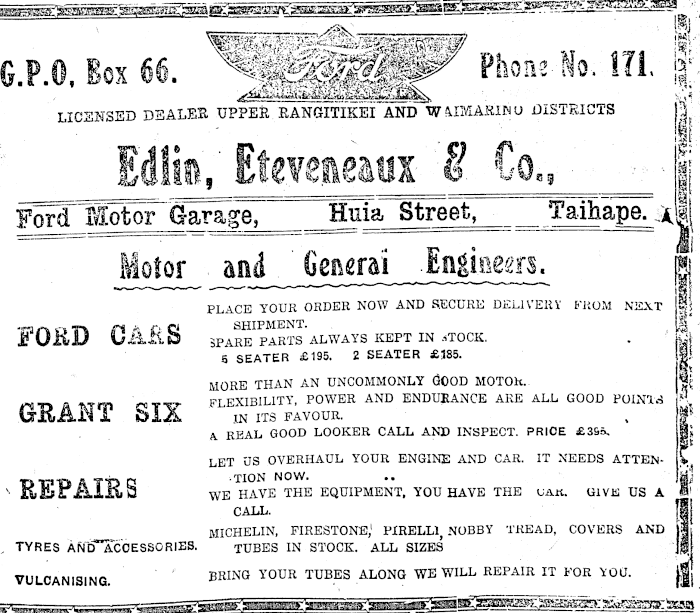 G.P.O. Box 66.
Ford
Phone No. 171.
LICENSED DEALER UPPER RANGITIKEI AND WAIMARINO DISTRICTS
Edlin, Eteveneaux & Co.,
Ford Motor Garage, Huia Street, Taihape.
Motor and General Engineers.
FORD CARS
PLACE YOUR ORDER NOW AND SECURE DELIVERY FROM NEXT
SHIPMENT.
SPARE PARTS ALWAYS KEPT IN STOCK.
5 SEATER £195. 2 SEATER £185.
GRANT SIX
MORE THAN AN UNCOMMONLY GOOD MOTOR.
FLEXIBILITY, POWER AND ENDURANCE ARE ALL GOOD POINTS
IN ITS FAVOUR.
A REAL GOOD LOOKER CALL AND INSPECT. PRICE £395.
REPAIRS
LET US OVERHAUL YOUR ENGINE AND CAR. IT NEEDS ATTEN-
TION NOW.
WE HAVE THE EQUIPMENT, YOU HAVE THE CAR. GIVE US A
CALL.
TYRES AND ACCESSORIES.
MICHELIN, FIRESTONE, PIRELLI, NOBBY TREAD, COVERS AND
TUBES IN STOCK. ALL SIZES
VULCANISING.
BRING YOUR TUBES ALONG WE WILL REPAIR IT FOR YOU.